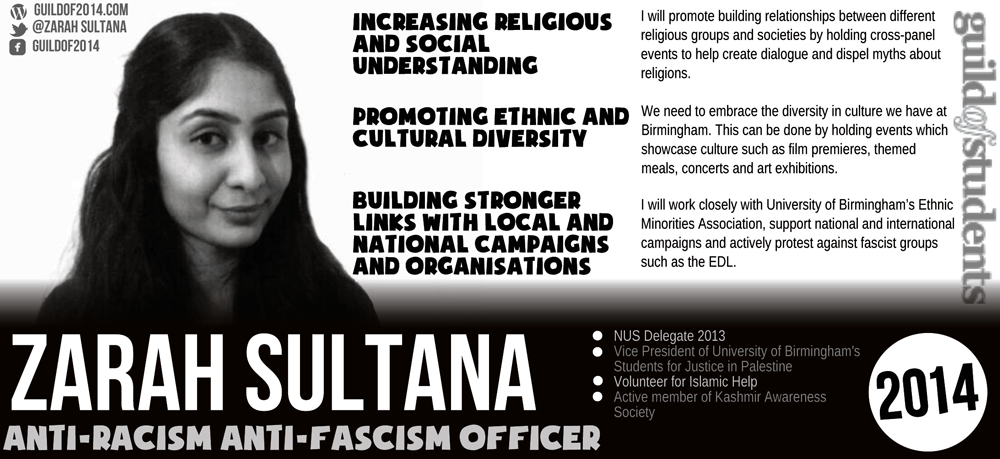 GUILDOF2014.COM
@ZARAH SULTANA
GUILDOF2014
INCREASING RELIGIOUS
AND SOCIAL
UNDERSTANDING
I will promote building relationships between different
religious groups and societies by holding cross-panel
events to help create dialogue and dispel myths about
religions.
PROMOTING ETHNIC AND
CULTURAL DIVERSITY
We need to embrace the diversity in culture we have at
Birmingham. This can be done by holding events which
showcase culture such as film premieres, themed
meals, concerts and art exhibitions.
BUILDING STRONGER
LINKS WITH LOCAL AND
NATIONAL CAMPAIGNS
AND ORGANISATIONS
I will work closely with University of Birmingham's Ethnic
Minorities Association, support national and international
campaigns and actively protest against fascist groups
such as the EDL.
guildofstudents
ZARAH SULTANA
ANTI-RACISM ANTI-FASCISM OFFICER
NUS Delegate 2013
Vice President of University of Birmingham's
Students for Justice in Palestine
Volunteer for Islamic Help
Active member of Kashmir Awareness
Society
2014